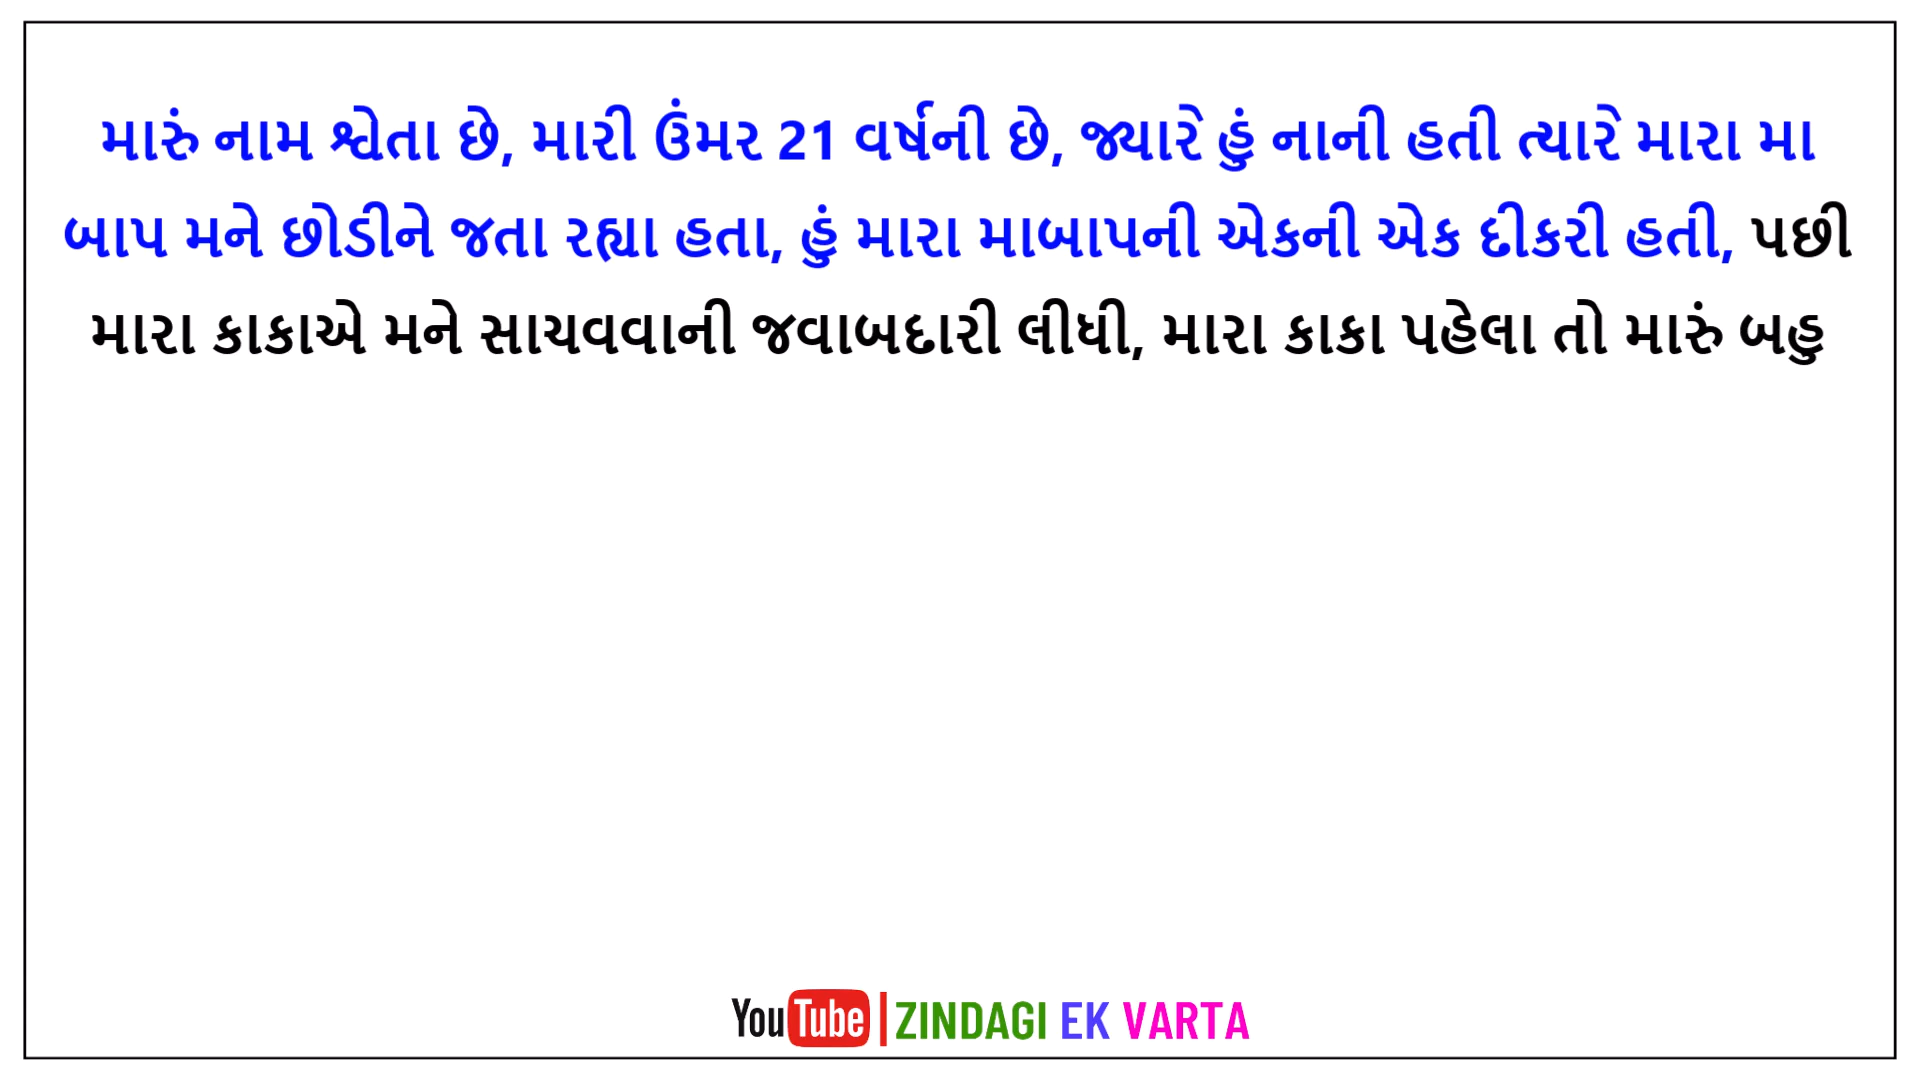 મારું નામ શ્વેતા છે, મારી ઉંમર 21 વર્ષની છે, જ્યારે હું નાની હતી ત્યારે મારા મા
બાપ મને છોડીને જતા રહ્યા હતા, હું મારા માબાપની એકની એક દીકરી હતી, પછી
મારા કાકાએ મને સાચવવાની જવાબદારી લીધી, મારા કાકા પહેલા તો મારું બહુ
YouTube | ZINDAGI EK VARTA